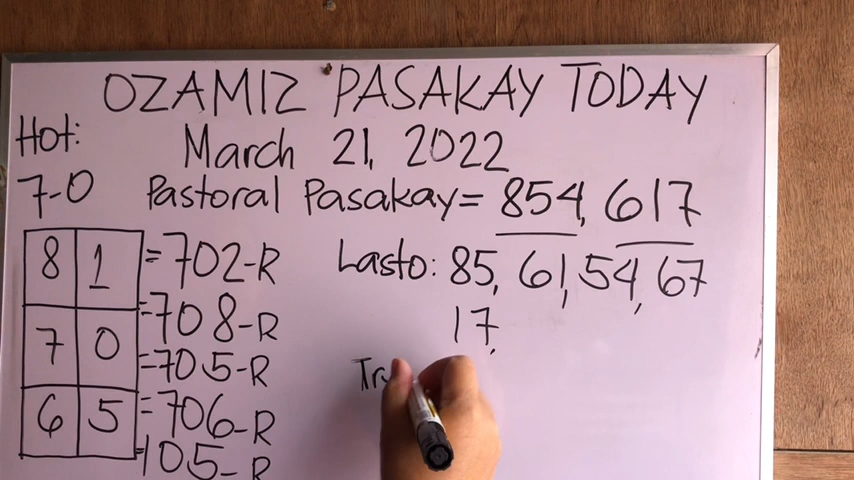 OZAMIZ PASAKAY TODAY
March 21, 2022
Hot:
7-0
Pastoral Pasakay= 854, 617
Lasto: 85, 61, 54, 67
17,
8 1
7 0
6 5
=702-R
=708-R
=705-R
=706-R
105-R